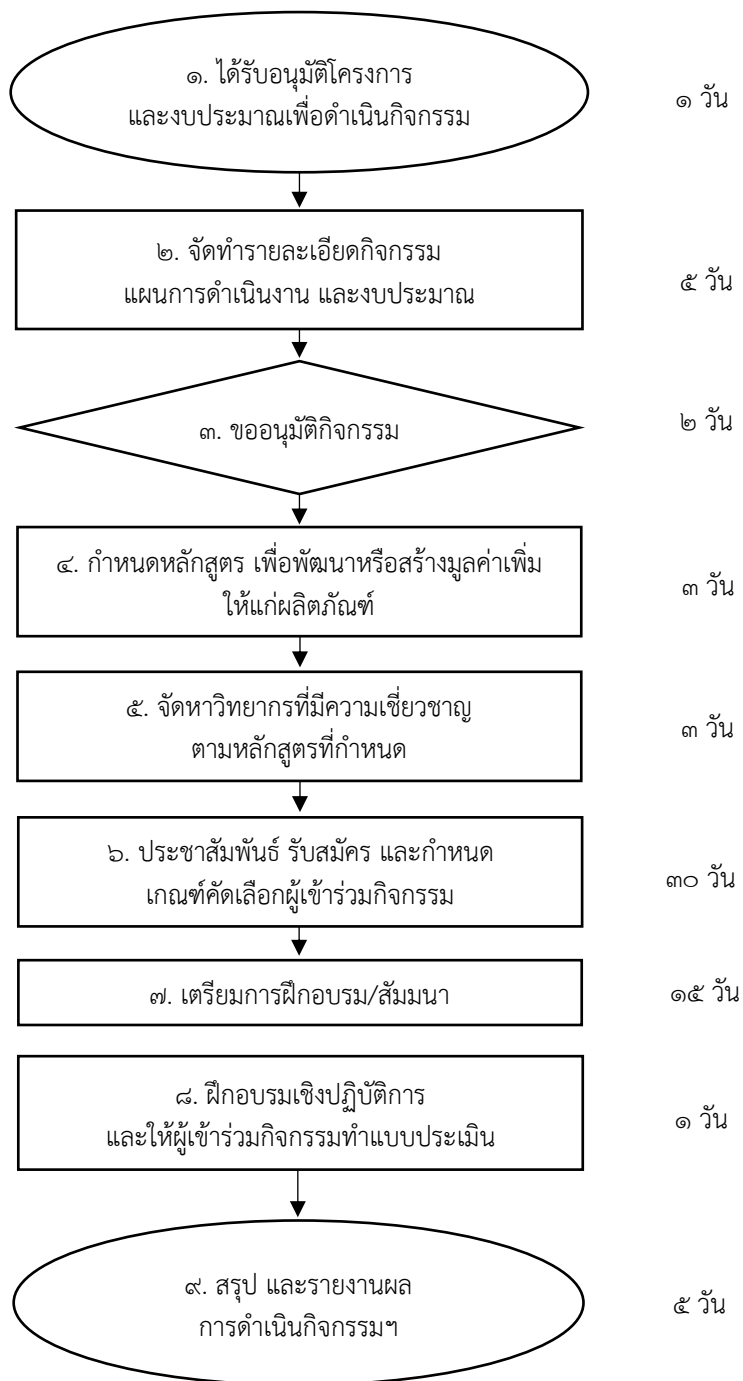 ๑. ได้รับอนุมัติโครงการ
และงบประมาณเพื่อดำเนินกิจกรรม
๑ วัน
๒. จัดทำรายละเอียดกิจกรรม
แผนการดำเนินงาน และงบประมาณ
๕ วัน
๓. ขออนุมัติกิจกรรม
๒ วัน
๔. กำหนดหลักสูตร เพื่อพัฒนาหรือสร้างมูลค่าเพิ่ม
ให้แก่ผลิตภัณฑ์
๓ วัน
๕. จัดหาวิทยากรที่มีความเชี่ยวชาญ
ตามหลักสูตรที่กำหนด
๓ วัน
๖. ประชาสัมพันธ์ รับสมัคร และกำหนด
เกณฑ์คัดเลือกผู้เข้าร่วมกิจกรรม
๓๐ วัน
๗. เตรียมการฝึกอบรม/สัมมนา
๑๕ วัน
๘. ฝึกอบรมเชิงปฏิบัติการ
และให้ผู้เข้าร่วมกิจกรรมทำแบบประเมิน
๑ วัน
๙. สรุป และรายงานผล
การดำเนินกิจกรรมฯ
๕ วัน